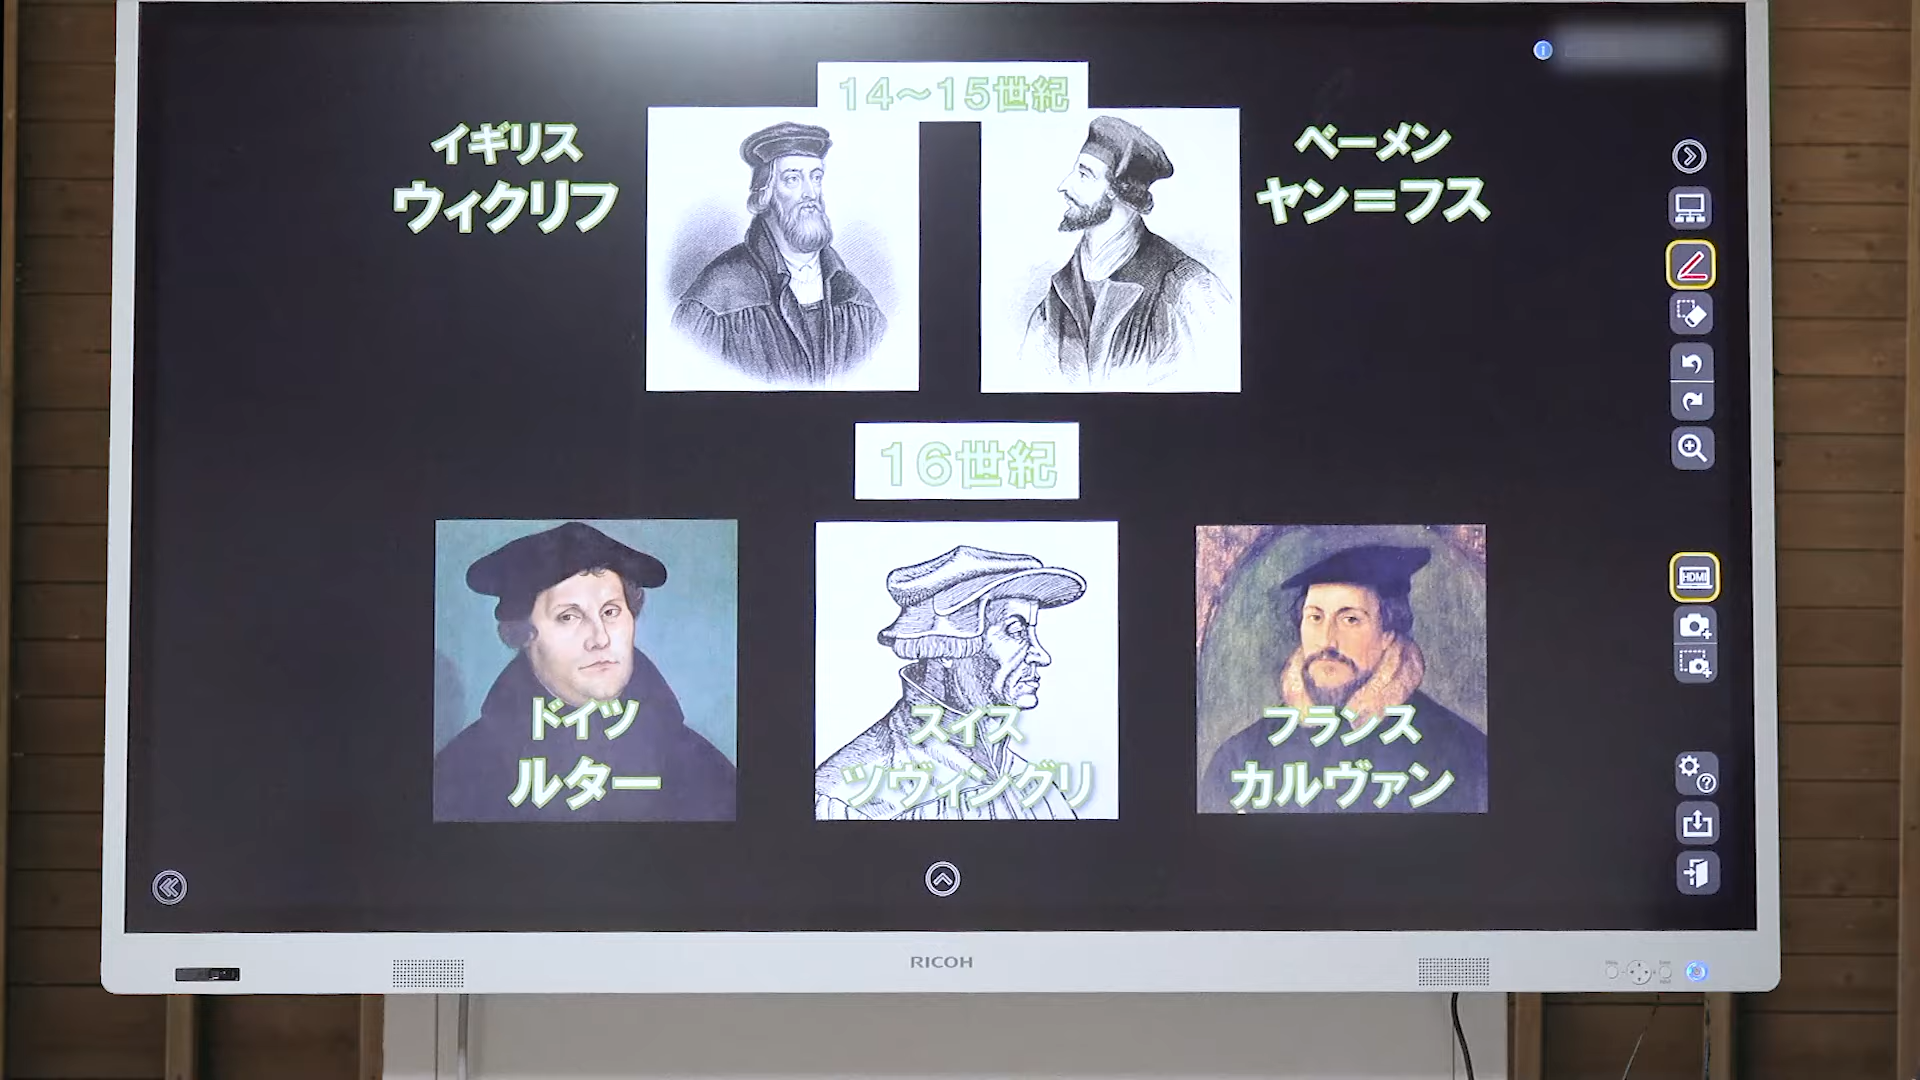 14～15世紀
イギリス
ウィクリフ
ベーメン
ヤン＝フス
16世紀
ドイツ
ルター
スイス
ツヴィングリ
フランス
カルヴァン
HDMI
RICOH